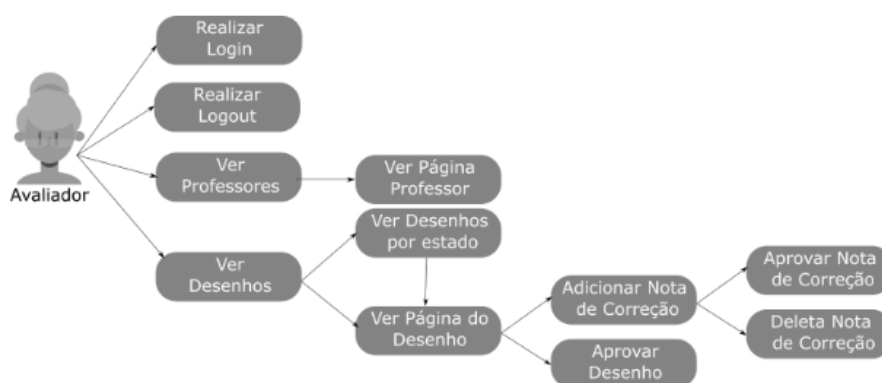 Realizar
Login
Realizar
Logout
Avaliador
Ver
Professores
Ver Página
Professor
Ver
Desenhos
Ver Desenhos
por estado
Ver Página do
Desenho
Adicionar Nota
de Correção
Aprovar
Desenho
Aprovar Nota
de Correção
Deleta Nota
de Correção